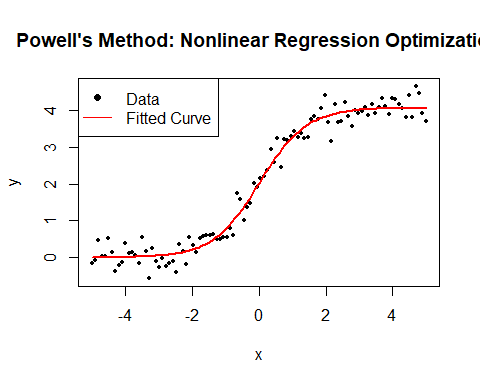 Powell's Method: Nonlinear Regression Optimizatio
Data
Fitted Curve
y
0 1 2 3 4
-4 -2 0 2 4
x